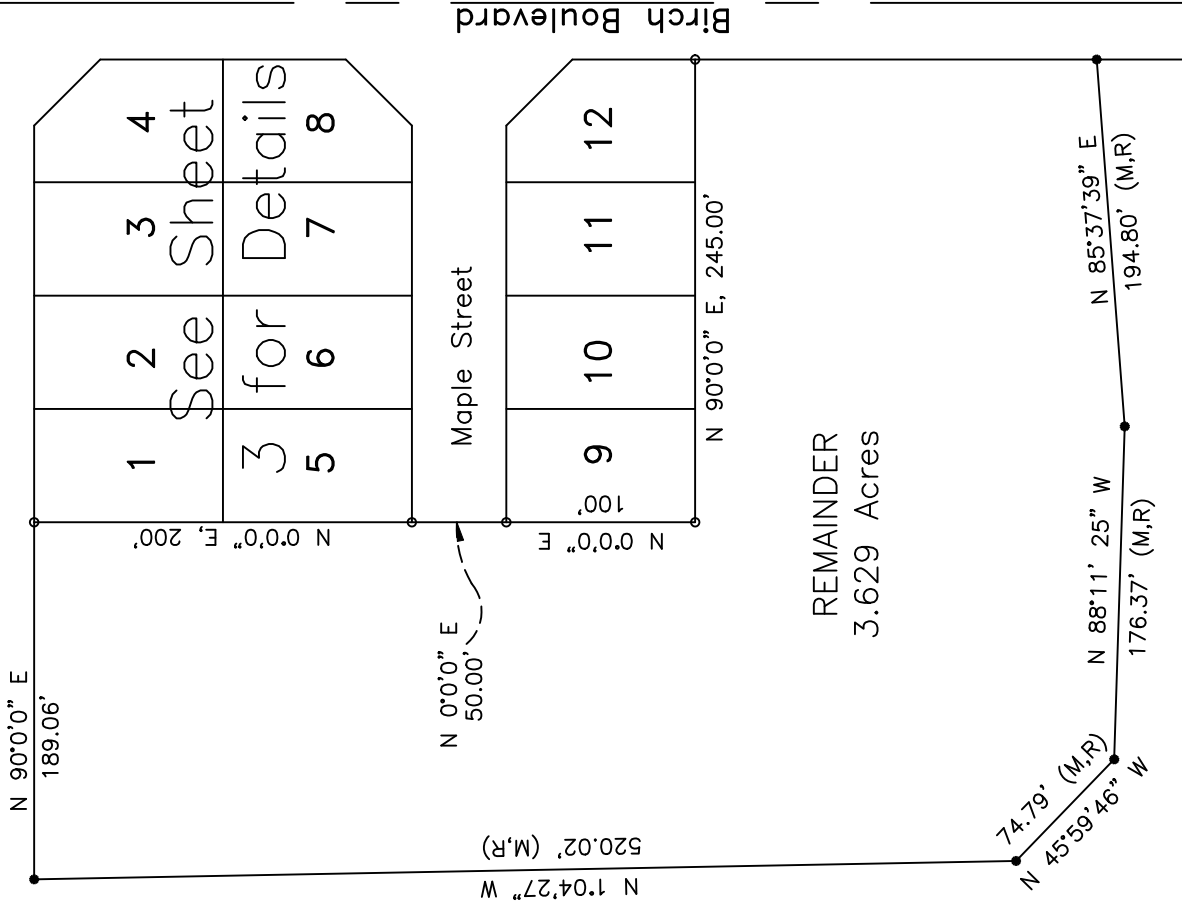 Birch Boulevard
4
3
2
1
See Sheet
3 for Details
8
7
6
5
Maple Street
12
11
10
9
N 90°0'0" E, 245.00'
N 0°0'0" E, 200'
100'
N 0°0'0" E
N 0°0'0" E
50.00'
N 90°0'0" E
189.06'
REMAINDER
3.629 Acres
N 85°37'39" E
194.80' (M,R)
N 88°11' 25" W
176.37' (M,R)
74.79' (M,R)
N 45°59'46" W
520.02' (M,R)
N 1°04'27" W